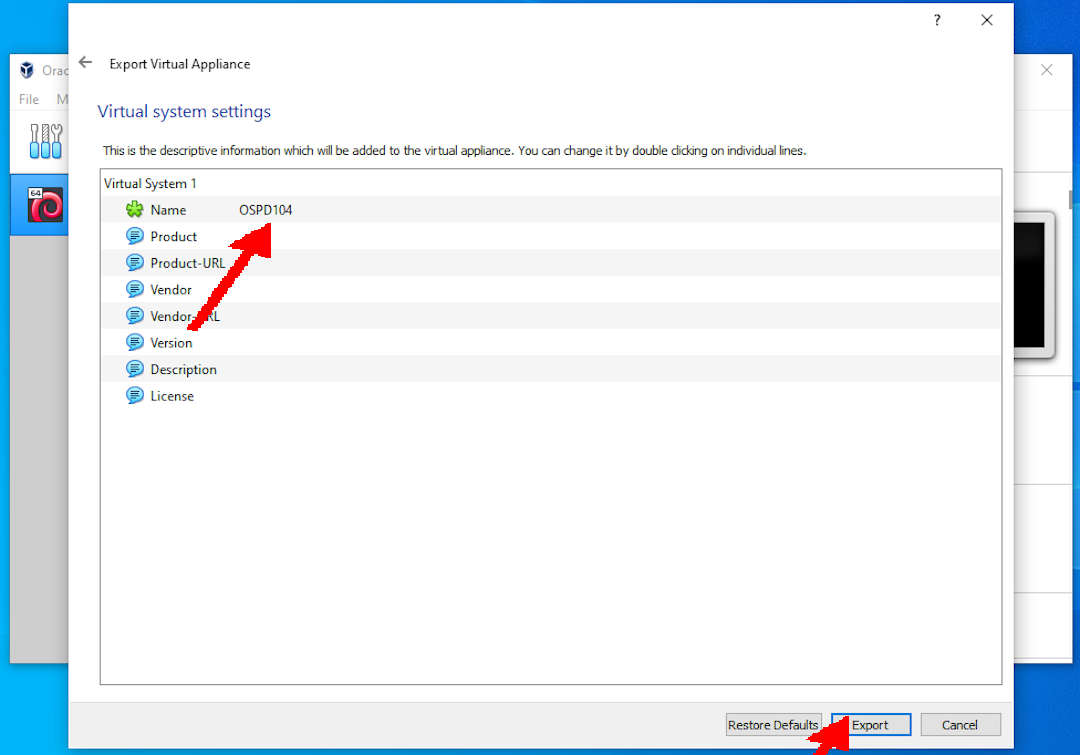 ?
Orac
Export Virtual Appliance
File M
Virtual system settings
This is the descriptive information which will be added to the virtual appliance. You can change it by double clicking on individual lines.
Virtual System 1
64
Name OSPD104
Product
Product-URL
Vendor
Version
Description
License
Restore Defaults Export Cancel